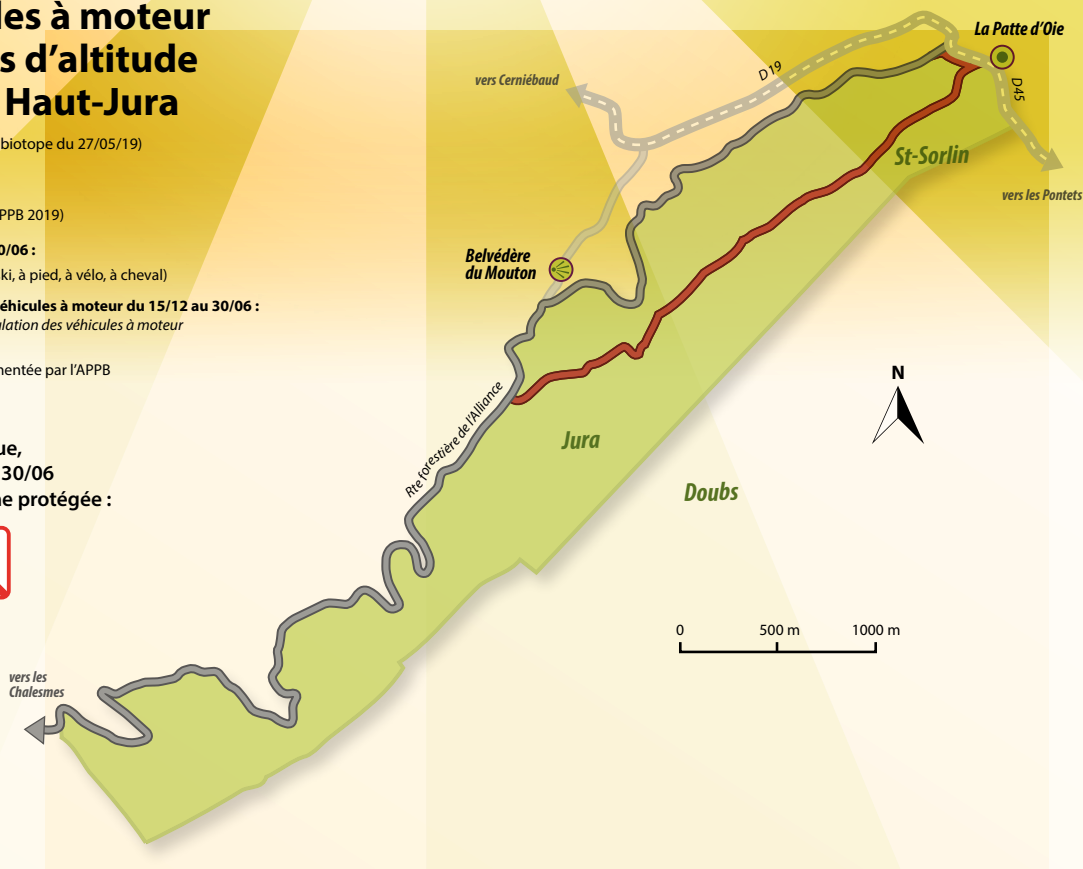 les à moteur
s d'altitude
Haut-Jura
biotope du 27/05/19)
PPB 2019)
0/06 :
ki, à pied, à vélo, à cheval)
éhicules à moteur du 15/12 au 30/06 :
ulation des véhicules à moteur
mentée par l'APPB
ue,
30/06
ne protégée :
La Patte d'Oie
vers Cerniébaud
D19
D45
St-Sorlin
vers les Pontets
Belvédère
du Mouton
N
Rte forestière de l'Alliance
Jura
Doubs
0 500 m 1000 m
vers les
Chalesmes